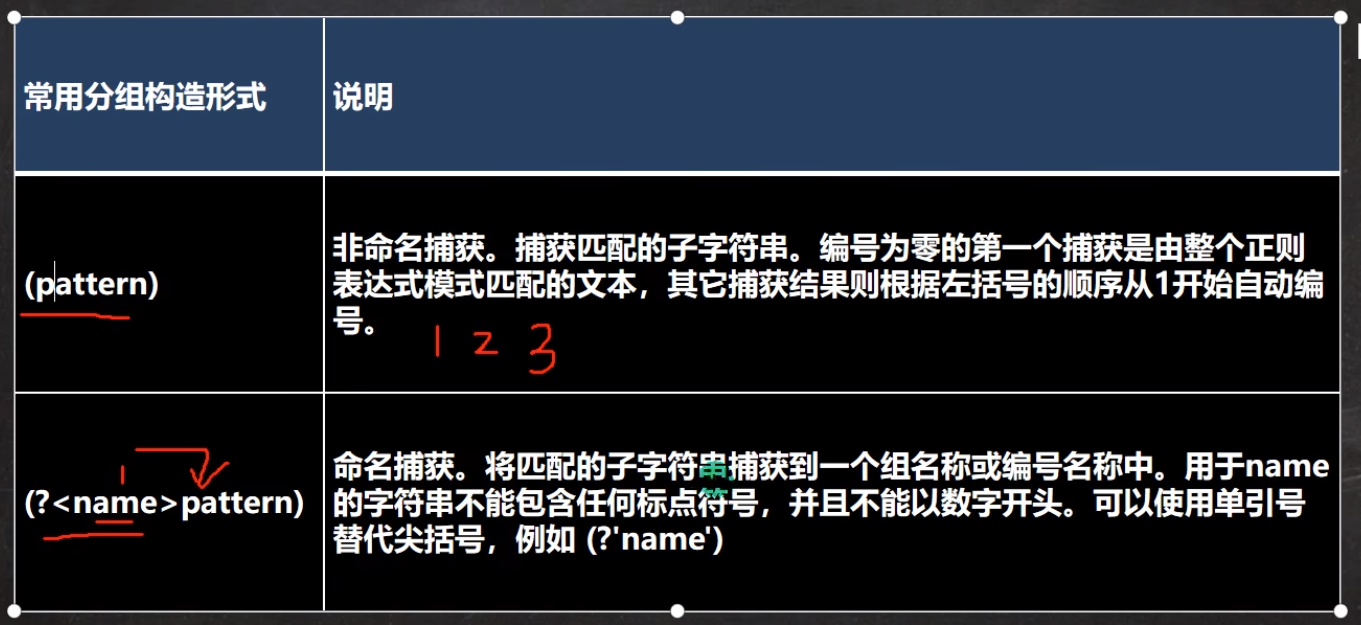 常用分组构造形式
说明
(pattern)
非命名捕获。捕获匹配的子字符串。编号为零的第一个捕获是由整个正则
表达式模式匹配的文本，其它捕获结果则根据左括号的顺序从1开始自动编
号。
1 2 3
(?<name>pattern)
命名捕获。将匹配的子字符串捕获到一个组名称或编号名称中。用于name
的字符串不能包含任何标点符号，并且不能以数字开头。可以使用单引号
替代尖括号，例如 (?'name')